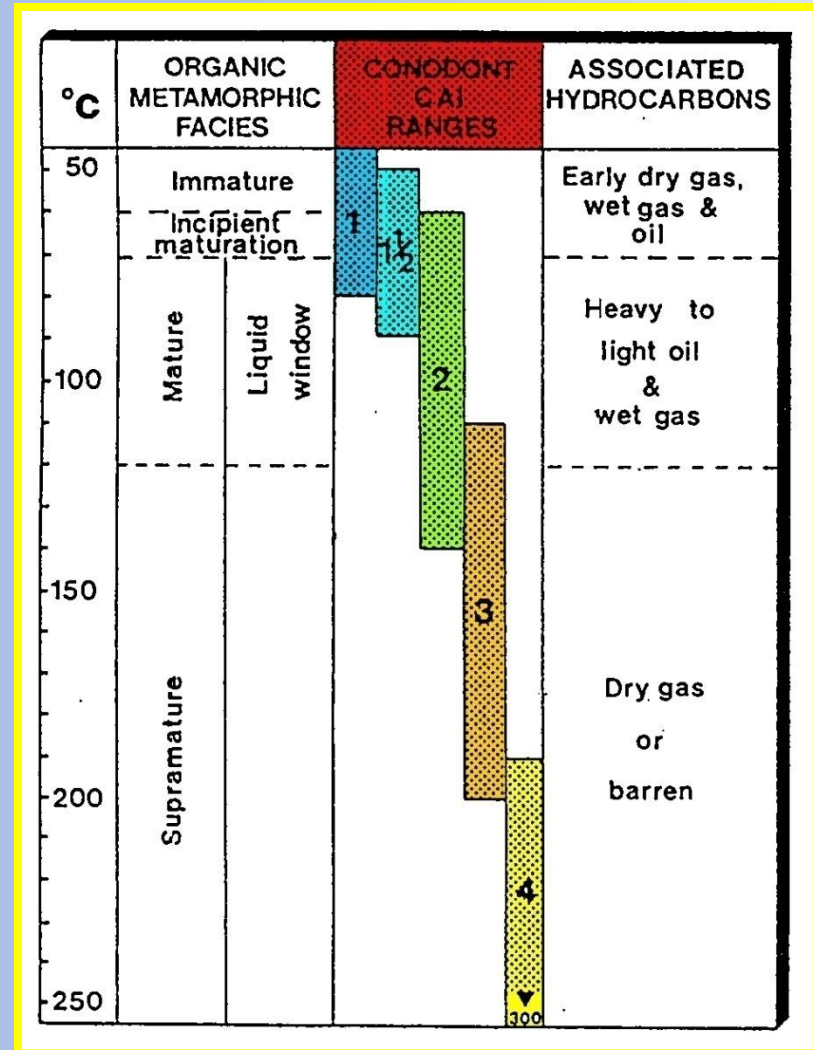 °C
ORGANIC
METAMORPHIC
FACIES
CONODONT
CAI
RANGES
ASSOCIATED
HYDROCARBONS
50
100
150
200
250
Immature
Incipient
maturation
Mature
Liquid
window
Supramature
1
1½
2
3
4
300
Early dry gas,
wet gas &
oil
Heavy to
light oil
&
wet gas
Dry gas
or
barren